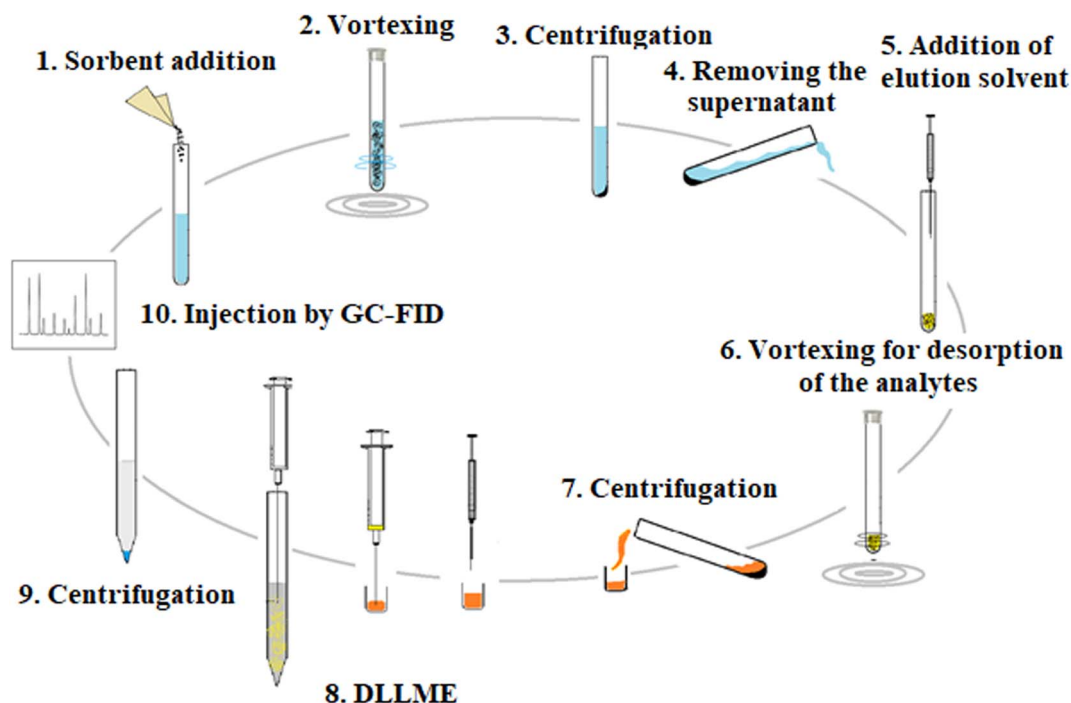 1. Sorbent addition
2. Vortexing
3. Centrifugation
4. Removing the
supernatant
5. Addition of
elution solvent
6. Vortexing for desorption
of the analytes
7. Centrifugation
8. DLLME
9. Centrifugation
10. Injection by GC-FID